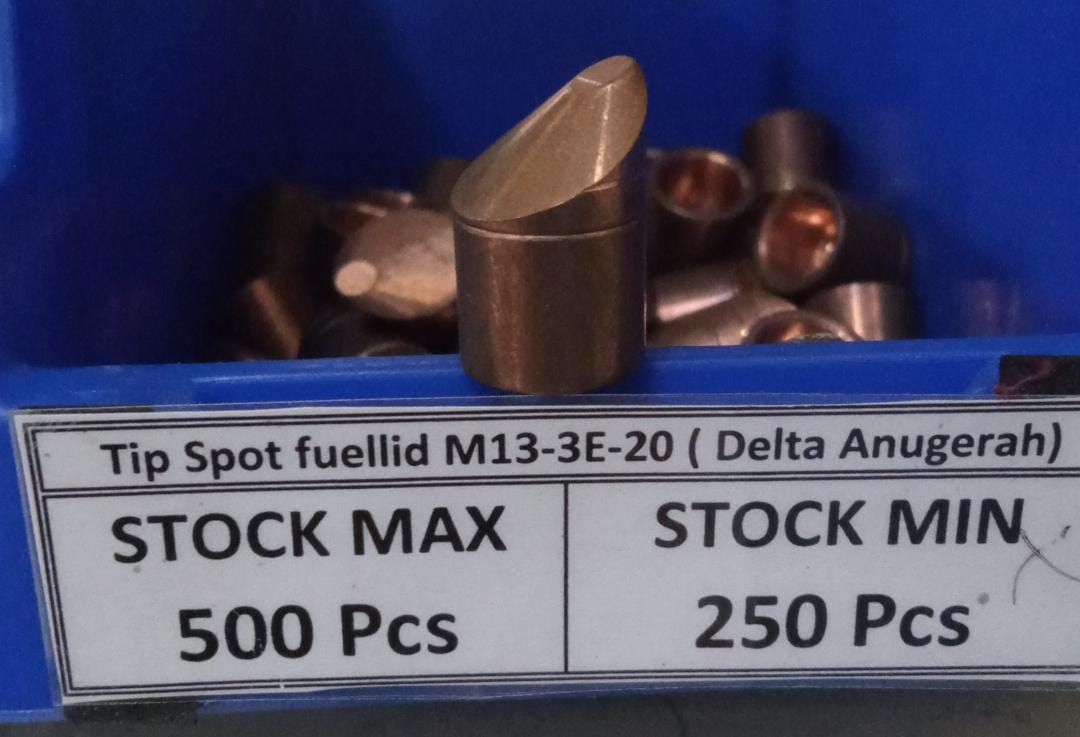 Tip Spot fuellid M13-3E-20 ( Delta Anugerah)
STOCK MAX
500 Pcs
STOCK MIN
250 Pcs